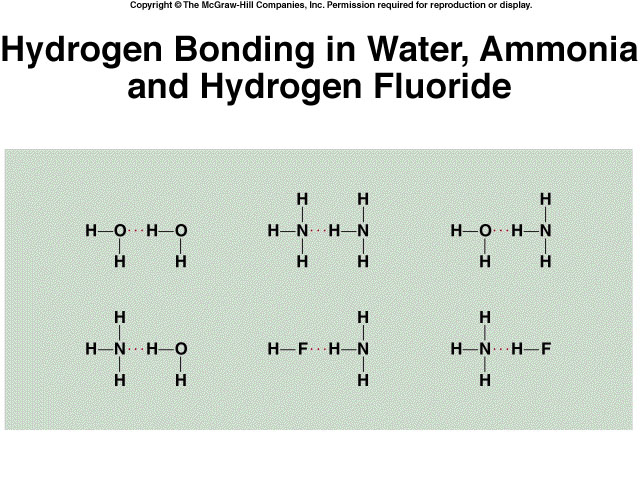 Copyright © The McGraw-Hill Companies, Inc. Permission required for reproduction or display.
Hydrogen Bonding in Water, Ammonia
and Hydrogen Fluoride
H H H
H—O···H—O H—N···H—N H—O···H—N
H H H H H H
H H H
H—N···H—O H—F···H—N H—N···H—F
H H H H